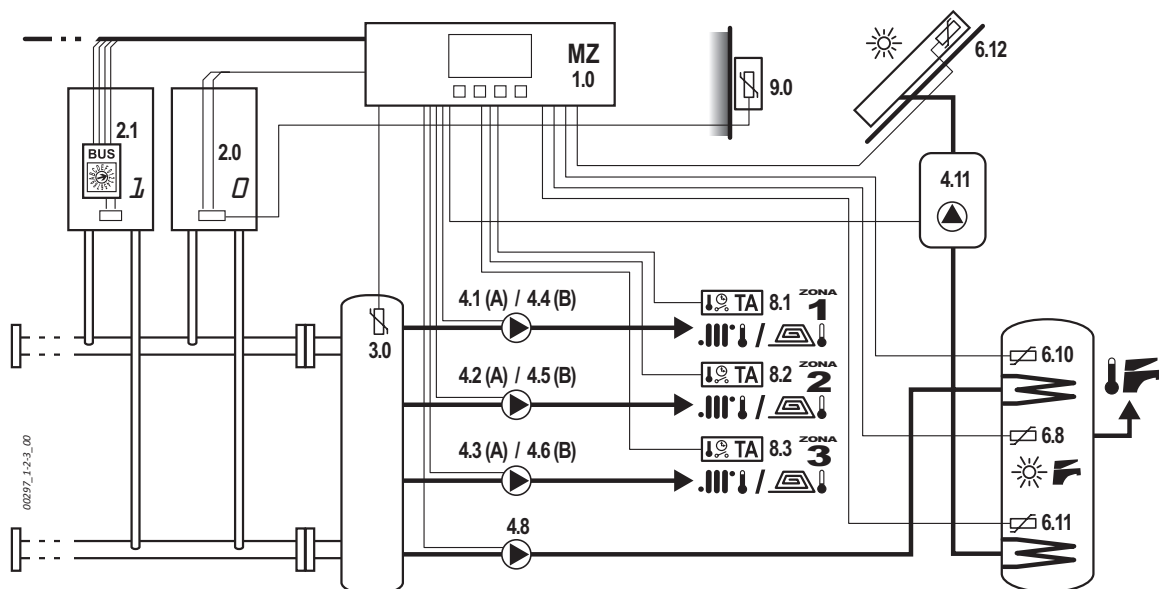 MZ
1.0
9.0
6.12
2.1
BUS
1
2.0
0
4.11
3.0
4.1 (A) / 4.4 (B)
TA 8.1 ZONA 1
4.2 (A) / 4.5 (B)
TA 8.2 ZONA 2
4.3 (A) / 4.6 (B)
TA 8.3 ZONA 3
4.8
6.10
6.8
6.11
00297_1-2-3_00